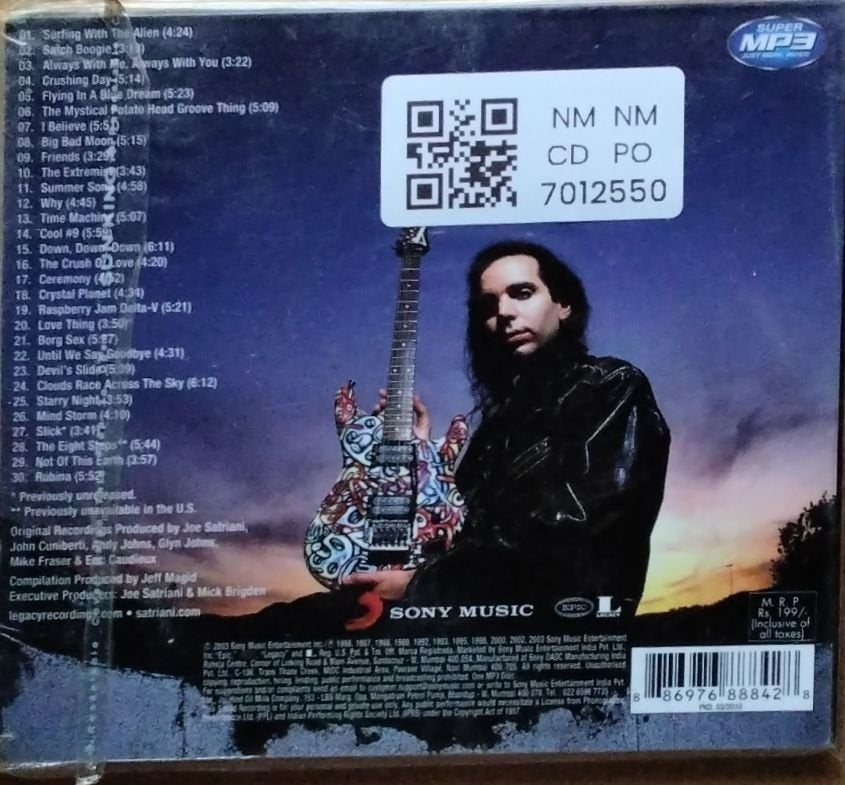 01. Surfing With The Alien (4:24)
02. Satch Boogie (3:13)
03. Always With Me, Always With You (3:22)
04. Crushing Day (5:14)
05. Flying In A Blue Dream (5:23)
06. The Mystical Potato Head Groove Thing (5:09)
07. I Believe (5:51)
08. Big Bad Moon (5:15)
09. Friends (3:29)
10. The Extremist (3:43)
11. Summer Song (4:58)
12. Why (4:45)
13. Time Machine (5:07)
14. Cool #9 (5:59)
15. Down, Down, Down (6:11)
16. The Crush Of Love (4:20)
17. Ceremony (4:52)
18. Crystal Planet (4:34)
19. Raspberry Jam Delta-V (5:21)
20. Love Thing (3:50)
21. Borg Sex (5:27)
22. Until We Say Goodbye (4:31)
23. Devil's Slide (5:09)
24. Clouds Race Across The Sky (6:12)
25. Starry Night (3:53)
26. Mind Storm (4:10)
27. Slick* (3:41)
28. The Eight Steps** (5:44)
29. Not Of This Earth (3:57)
30. Rubina (5:52)
* Previously unreleased.
** Previously unavailable in the U.S.
Original Recordings Produced by Joe Satriani,
John Cuniberti, Andy Johns, Glyn Johns,
Mike Fraser & Eric Caudieux
Compilation Produced by Jeff Magid
Executive Producers: Joe Satriani & Mick Brigden
legacyrecordings.com • satriani.com
SUPER
MP3
NM NM
CD PO
7012550
SONY MUSIC
EPIC
L
LEGACY
M. R. P.
Rs. 199/-
(Inclusive of
all taxes)
8 86976 88842 8
PKD. 03/2010